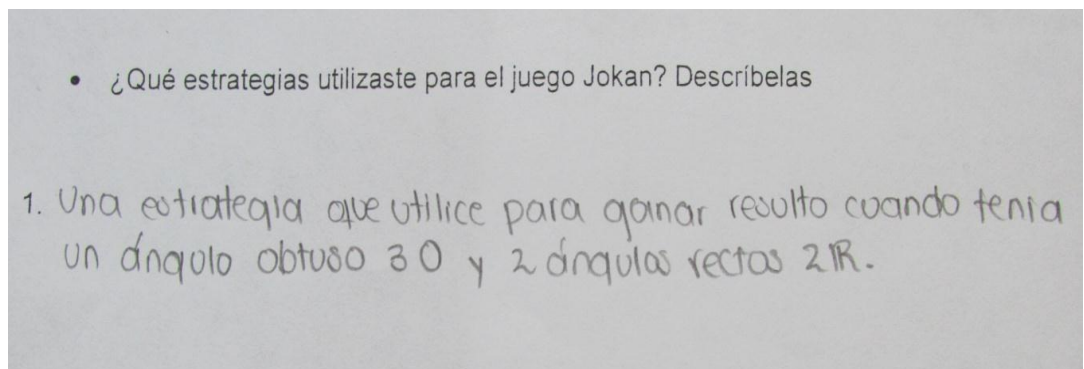 • ¿Qué estrategias utilizaste para el juego Jokan? Descríbelas
1. Una estrategia que utilice para ganar resulto cuando tenia
un ángulo obtuso 3 O y 2 ángulos rectos 2 R.